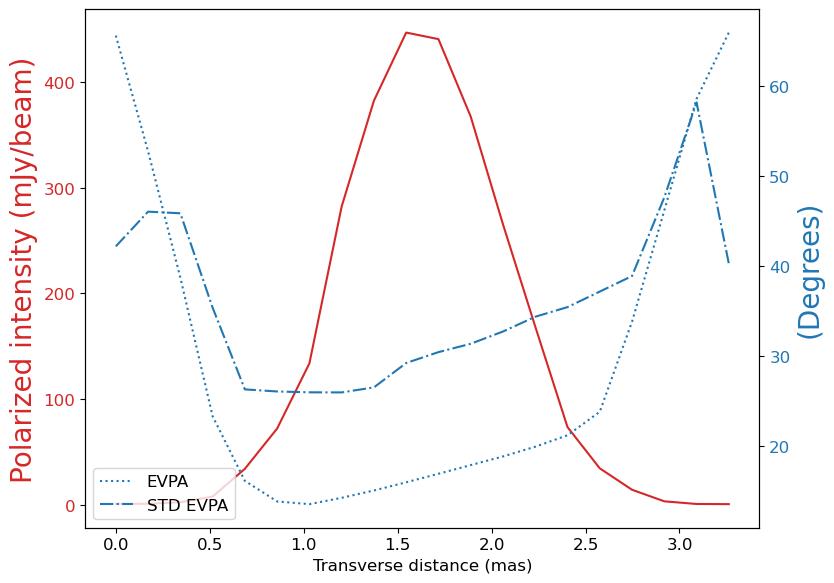 Polarized intensity (mJy/beam)
400
300
200
100
0
60
50
40
30
20
(Degrees)
EVPA
STD EVPA
0.0 0.5 1.0 1.5 2.0 2.5 3.0
Transverse distance (mas)